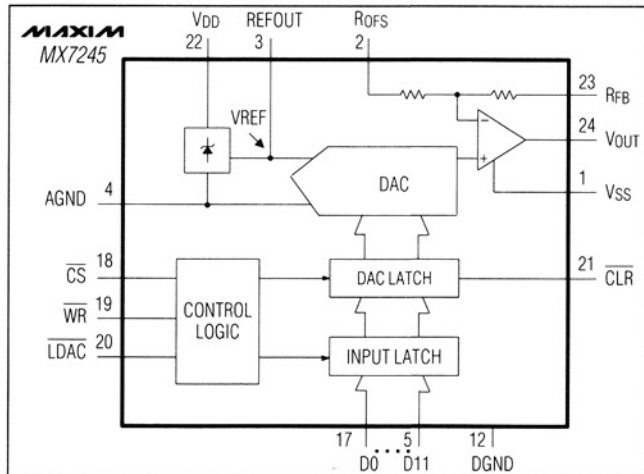 MAXIM
MX7245
VDD
22
REFOUT
3
ROFS
2
23
RFB
24
VOUT
1
VSS
VREF
DAC
AGND
4
CS
18
WR
19
LDAC
20
CONTROL
LOGIC
DAC LATCH
21
CLR
INPUT LATCH
17
5
12
D0
D11
DGND